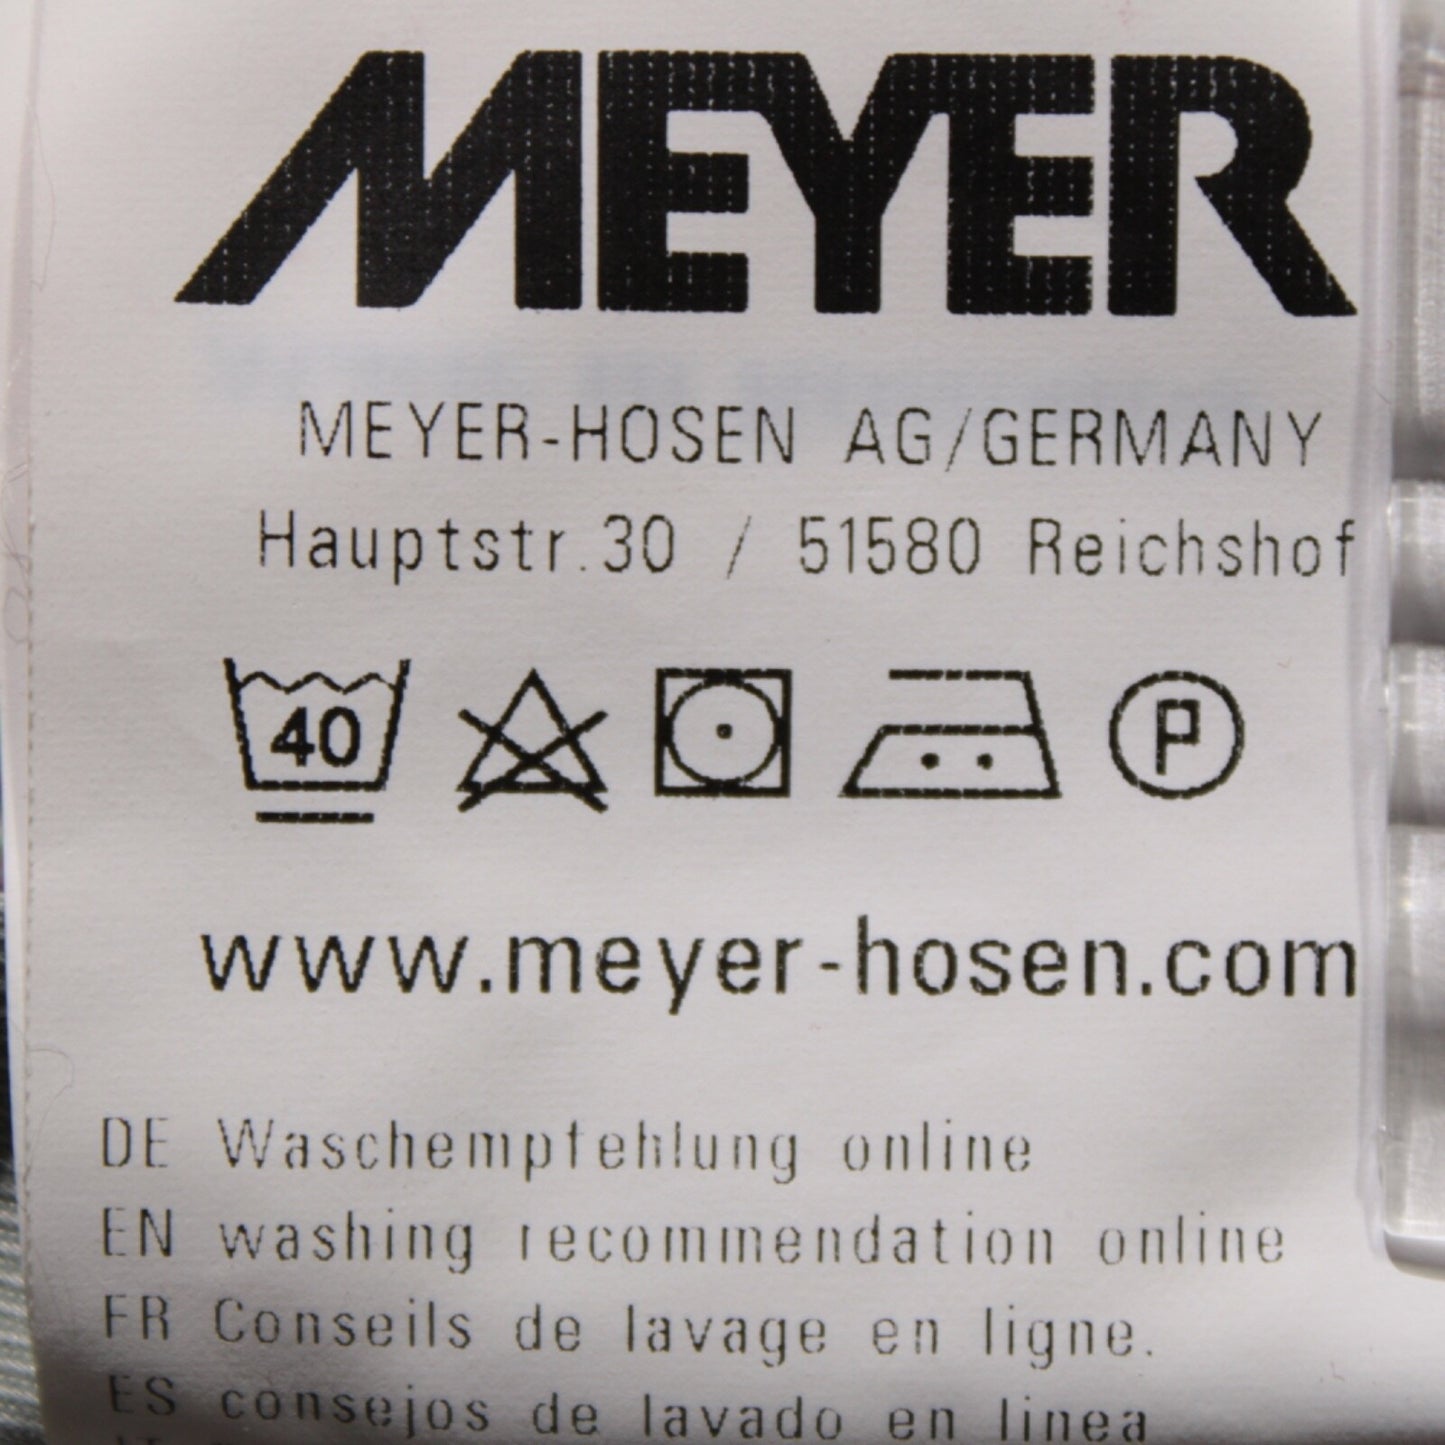 MEYER
MEYER-HOSEN AG/GERMANY
Hauptstr.30 / 51580 Reichshof
40 P
www.meyer-hosen.com
DE Waschempfehlung online
EN washing recommendation online
FR Conseils de lavage en ligne.
ES consejos de lavado en linea